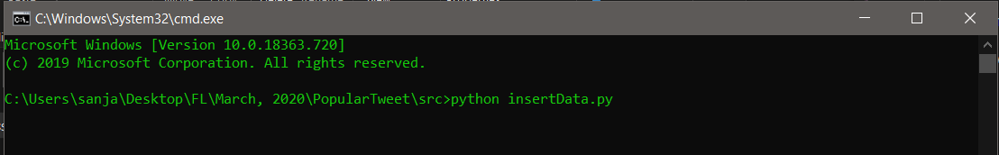 C:\Windows\System32\cmd.exe
Microsoft Windows [Version 10.0.18363.720]
(c) 2019 Microsoft Corporation. All rights reserved.
C:\Users\sanja\Desktop\FL\March, 2020\PopularTweet\src>python insertData.py